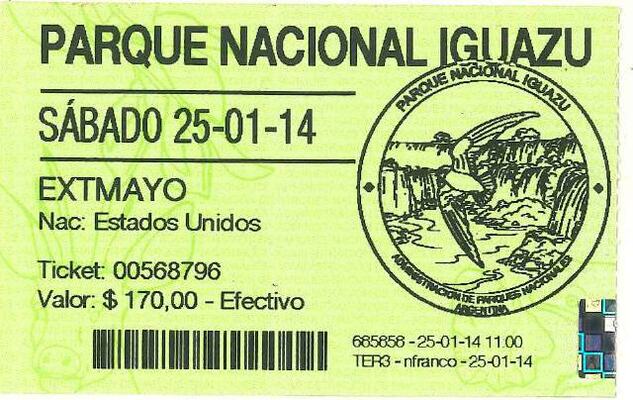 PARQUE NACIONAL IGUAZU
SÁBADO 25-01-14
EXTMAYO
Nac: Estados Unidos
Ticket: 00568796
Valor: $ 170,00 - Efectivo
PARQUE NACIONAL IGUAZU
ADMINISTRACION DE PARQUES NACIONALES
ARGENTINA
685858 - 25-01-14 11:00
TER3 - nfranco - 25-01-14